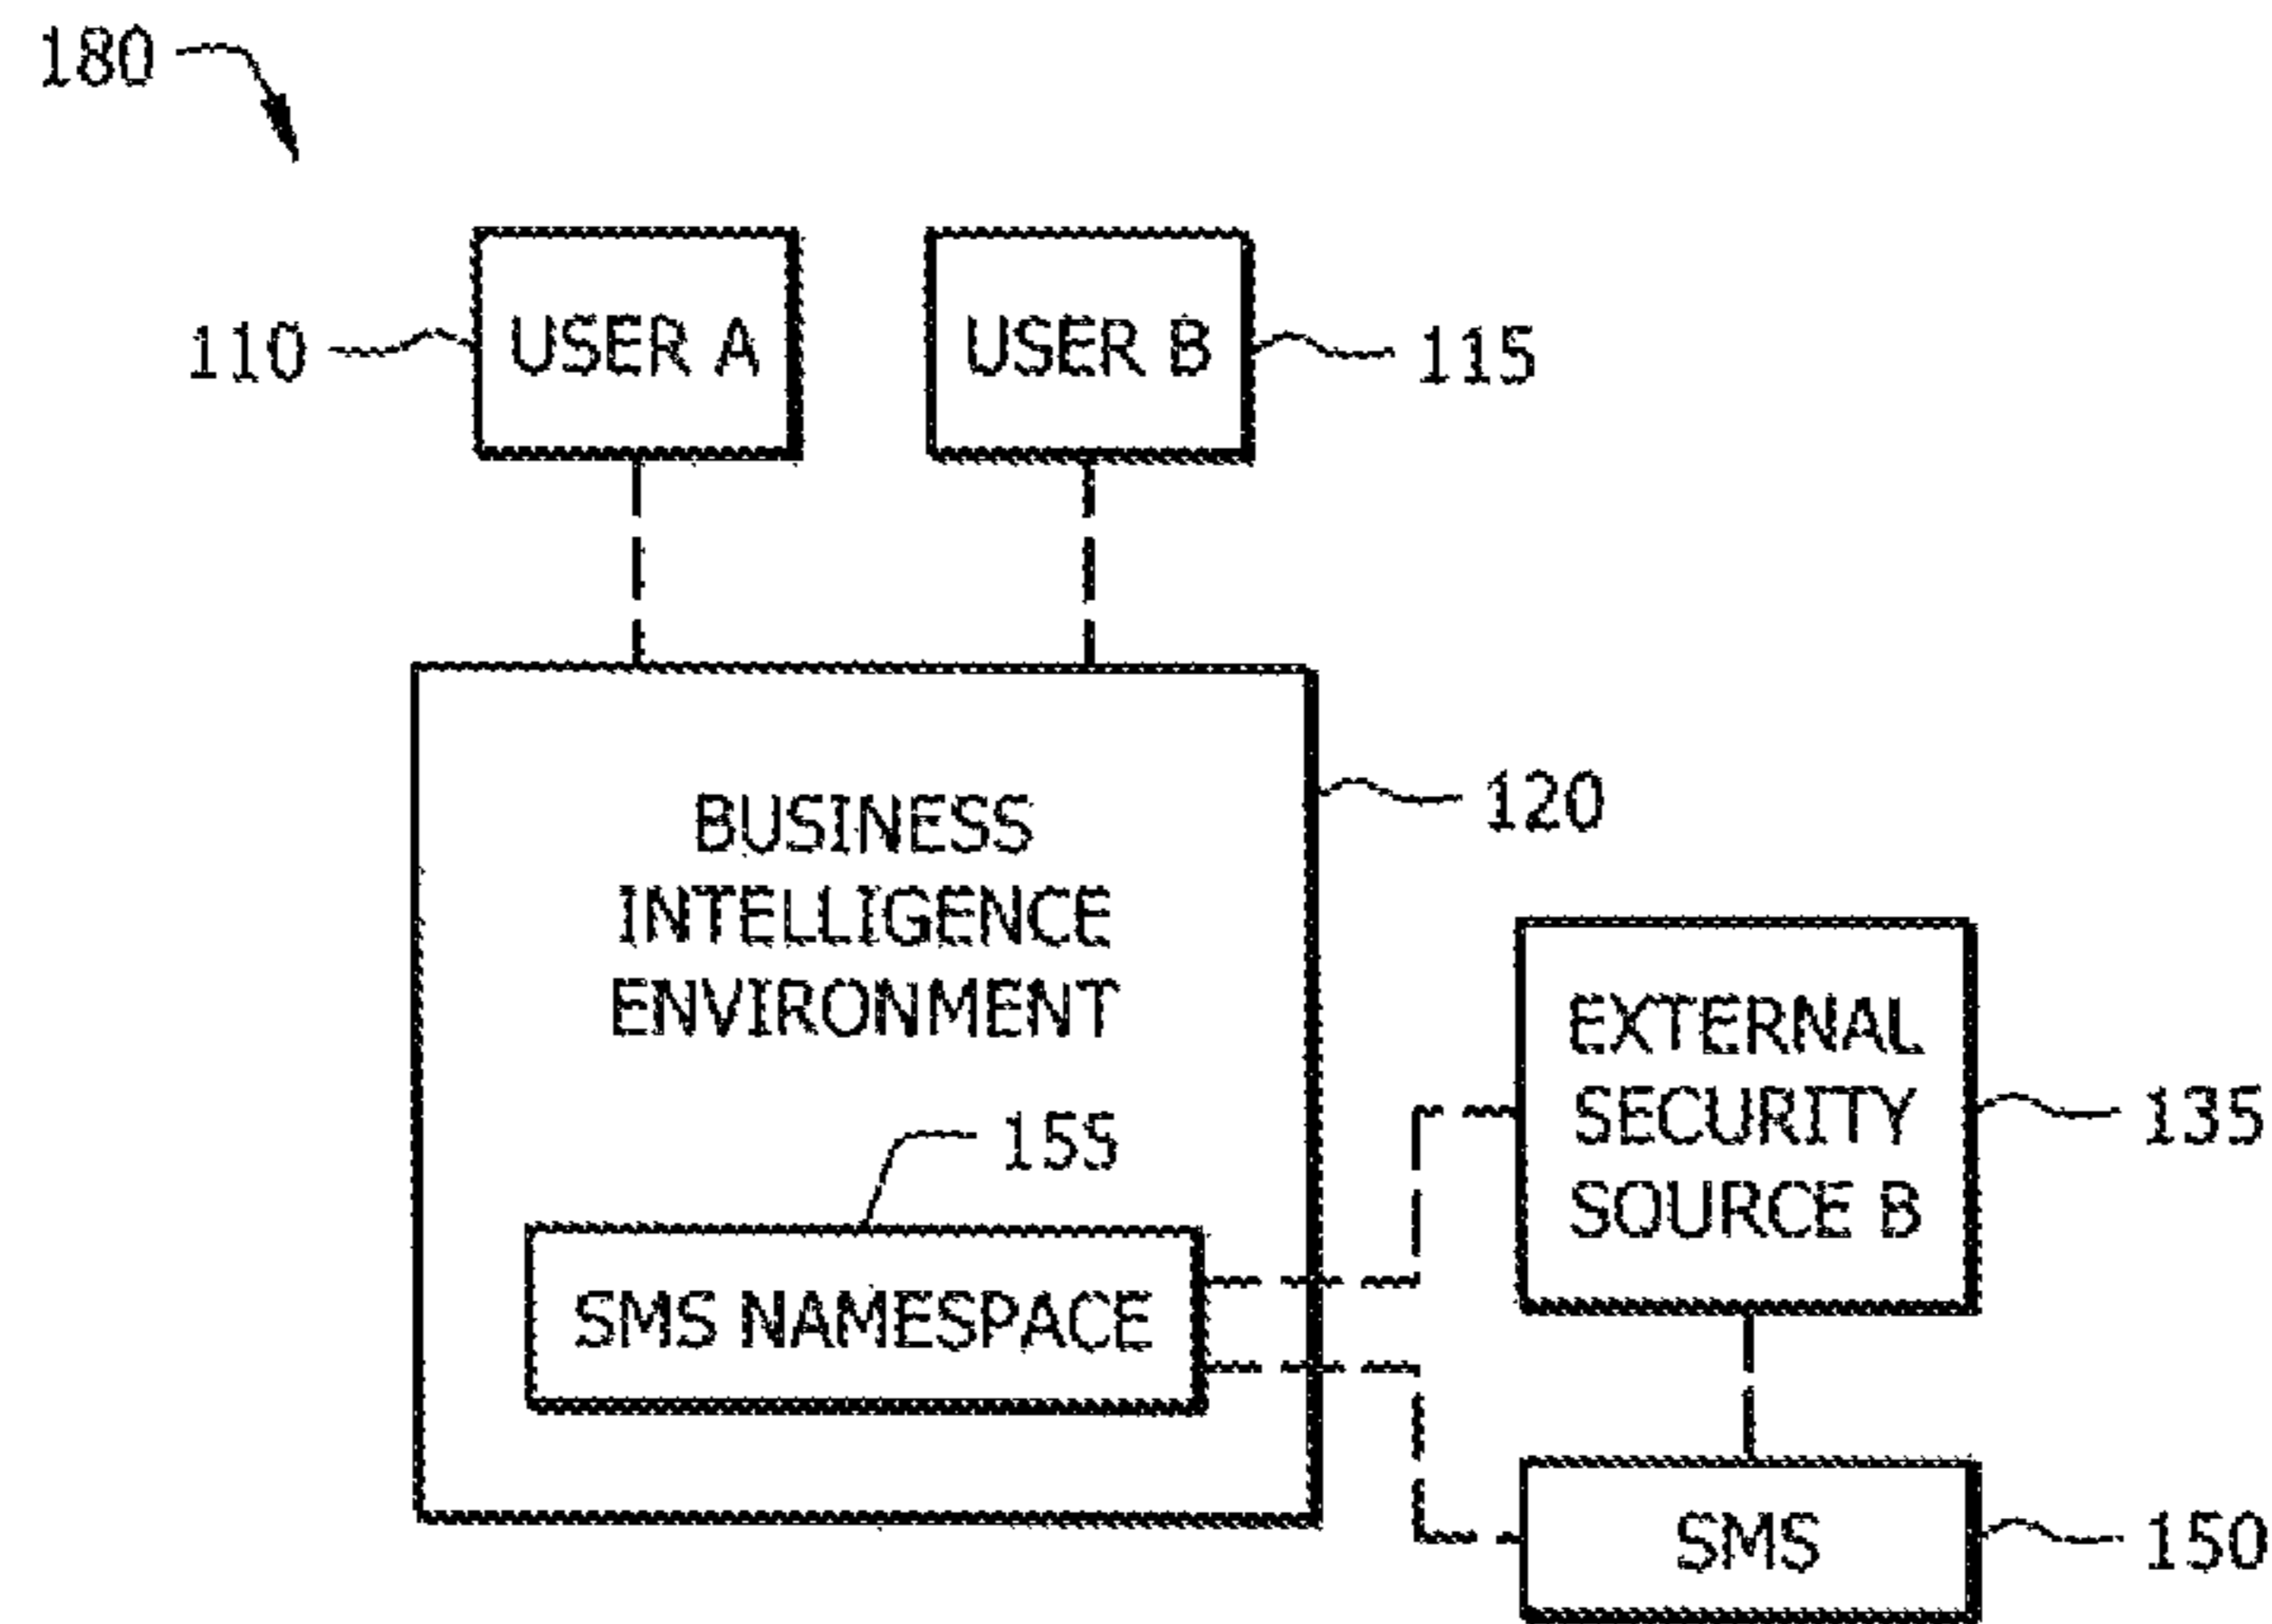 180
110
USER A
USER B
115
BUSINESS
INTELLIGENCE
ENVIRONMENT
120
155
SMS NAMESPACE
EXTERNAL
SECURITY
SOURCE B
135
SMS
150